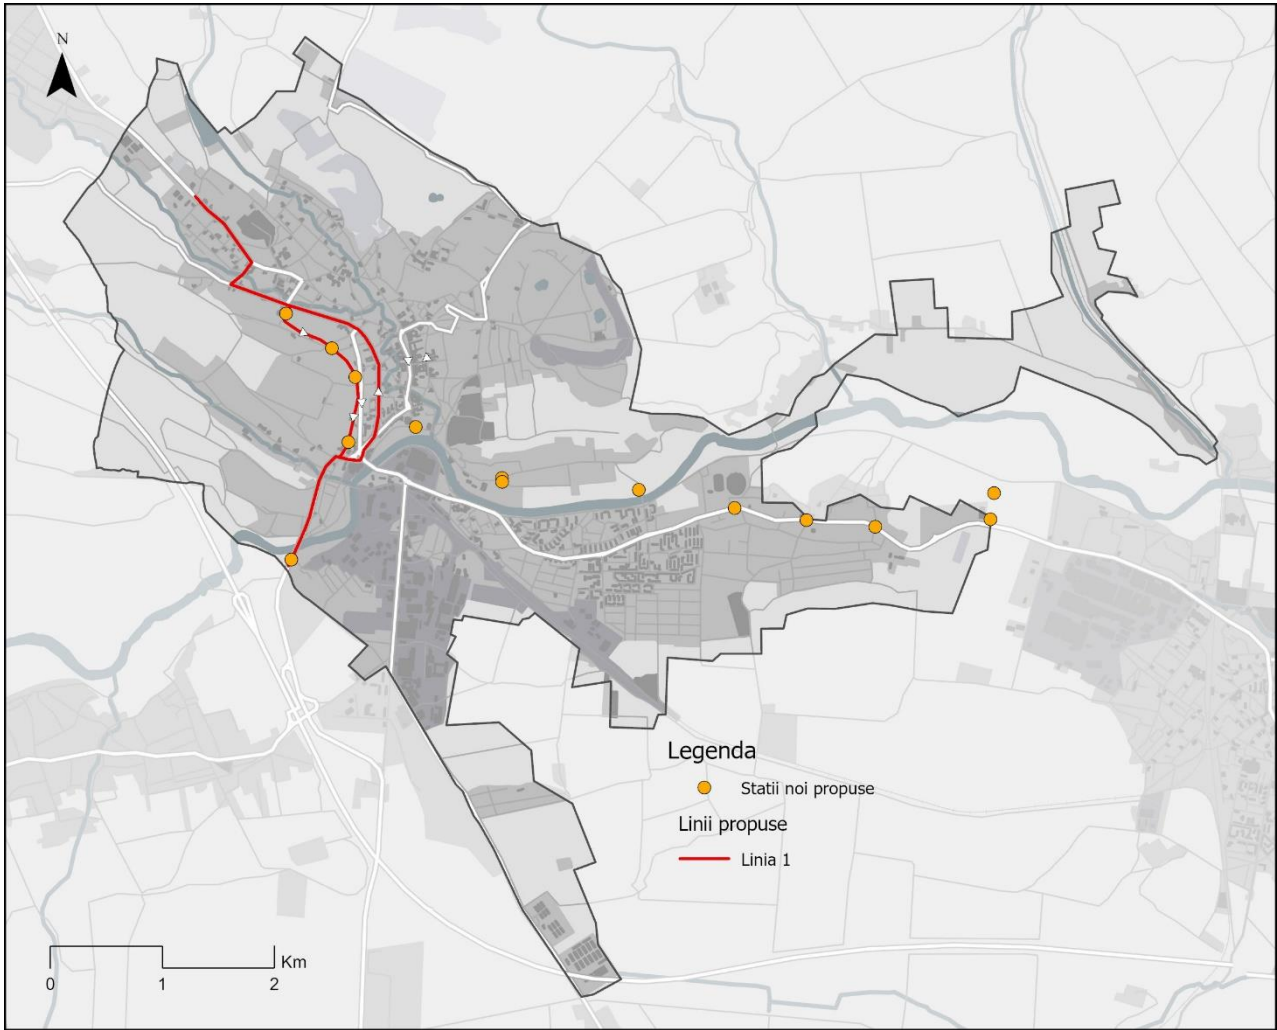 N
Legenda
Statii noi propuse
Linii propuse
Linia 1
Km
0 1 2